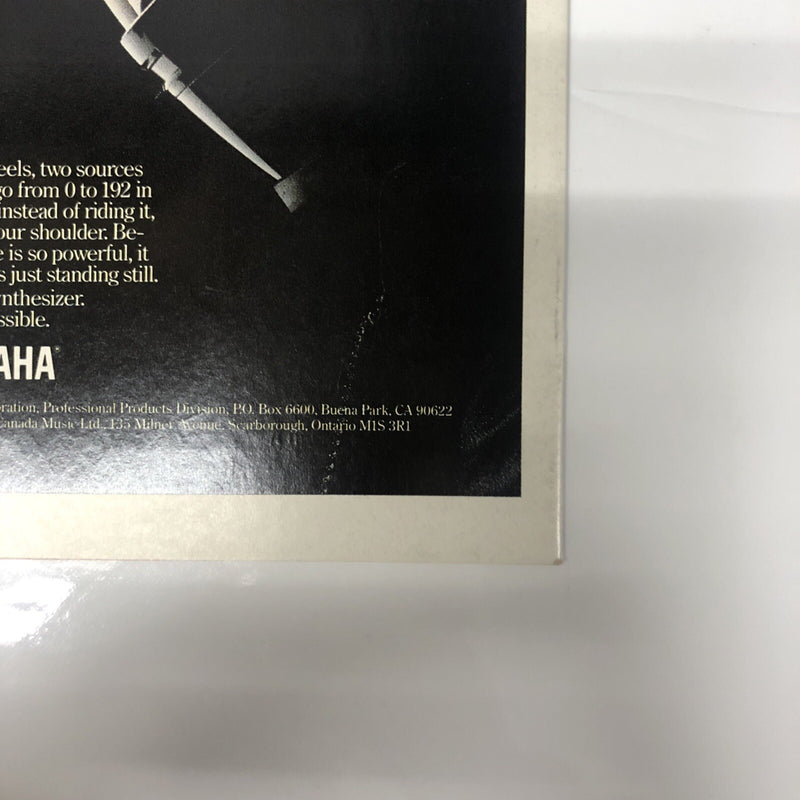 eels, two sources
go from 0 to 192 in
instead of riding it,
our shoulder. Be-
e is so powerful, it
s just standing still.
nthesizer.
ssible.
AHA®
oration, Professional Products Division, P.O. Box 6600, Buena Park, CA 90622
Canada Music Ltd., 135 Milner Avenue, Scarborough, Ontario M1S 3R1